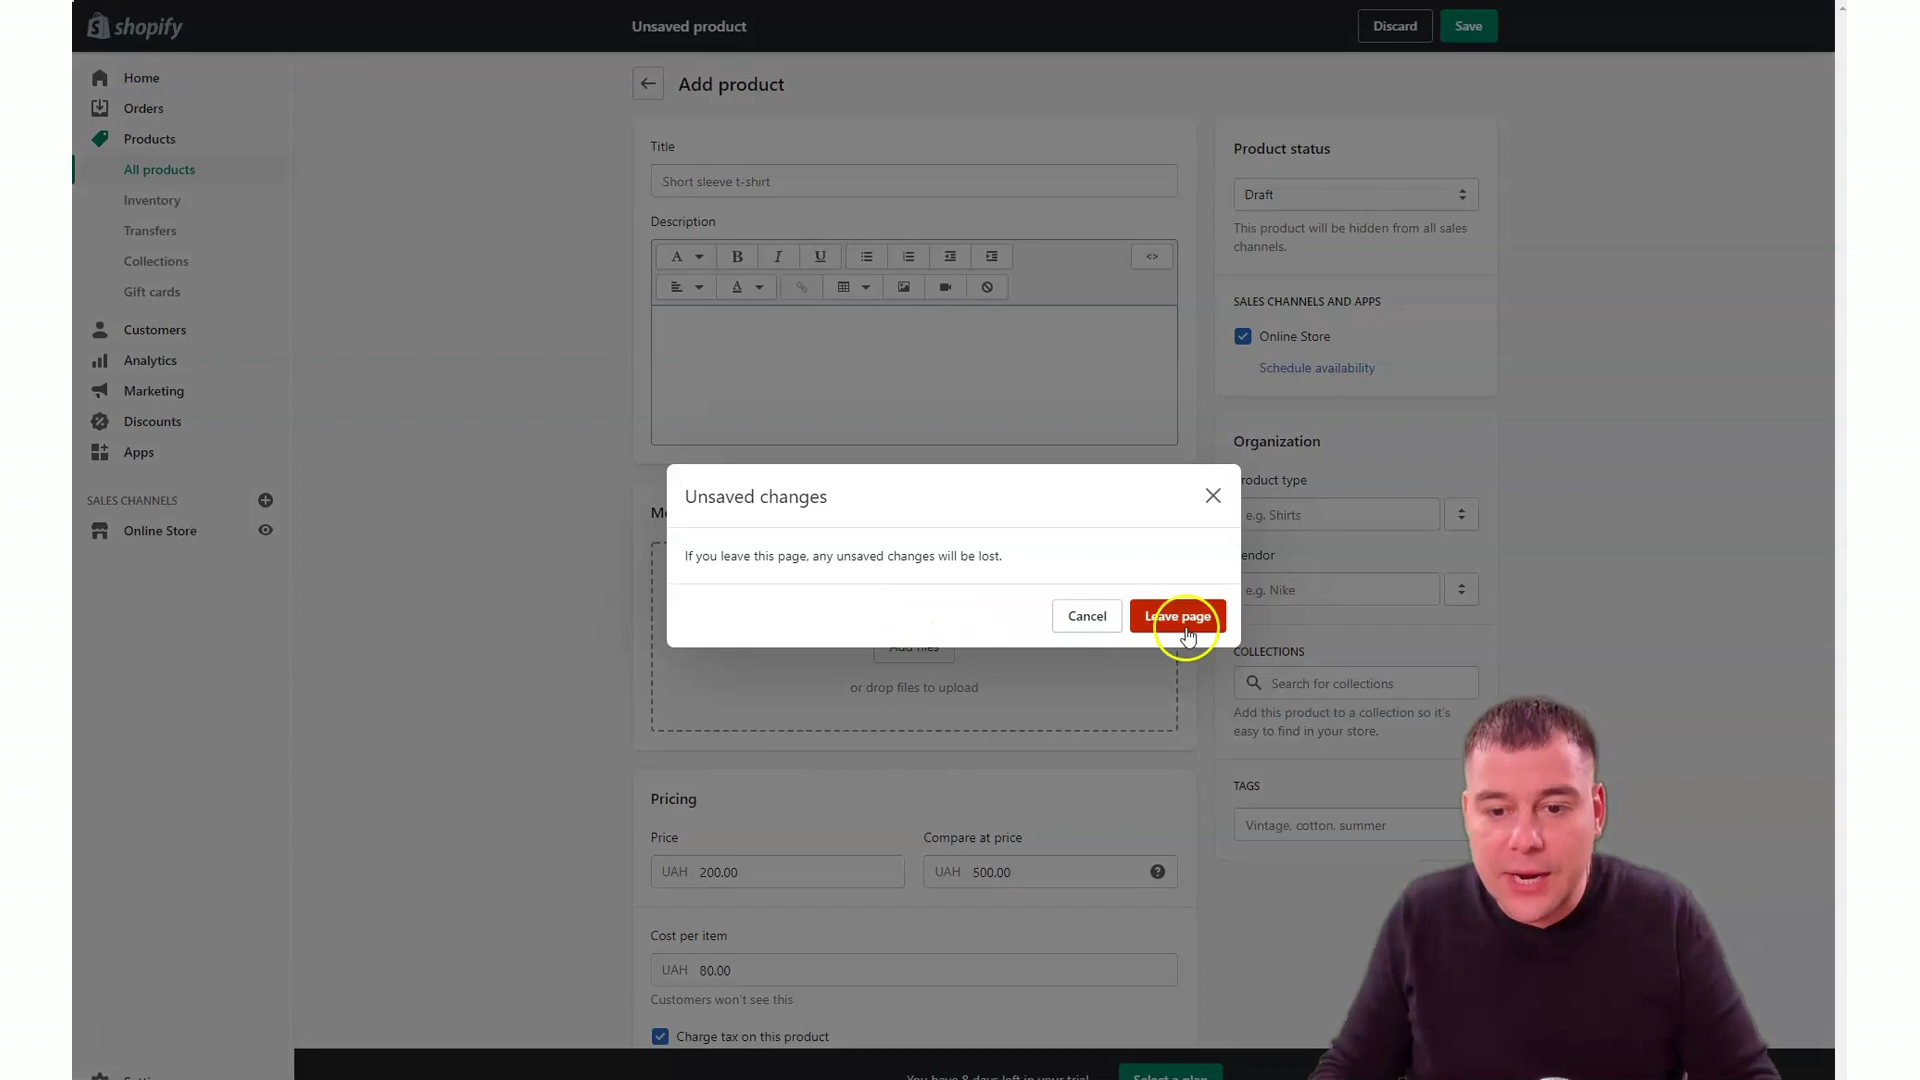 shopify
Unsaved product
Discard
Save
Home
Orders
Products
All products
Inventory
Transfers
Collections
Gift cards
Customers
Analytics
Marketing
Discounts
Apps
SALES CHANNELS
Online Store
Add product
Title
Short sleeve t-shirt
Description
A
B
I
U
<>
A
Unsaved changes
If you leave this page, any unsaved changes will be lost.
Cancel
Leave page
Add files
or drop files to upload
Pricing
Price
Compare at price
UAH 200.00
UAH 500.00
Cost per item
UAH 80.00
Customers won't see this
Charge tax on this product
Product status
Draft
This product will be hidden from all sales
channels.
SALES CHANNELS AND APPS
Online Store
Schedule availability
Organization
e.g. Shirts
e.g. Nike
COLLECTIONS
Search for collections
Add this product to a collection so it's
easy to find in your store.
TAGS
Vintage, cotton, summer
You have 8 days left in your trial
Select a plan